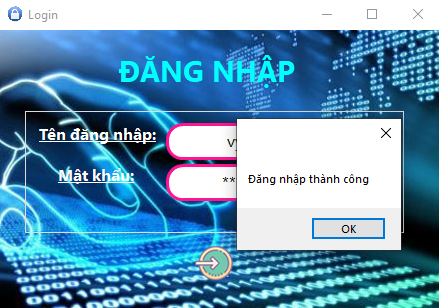 Login
ĐĂNG NHẬP
Tên đăng nhập:
Mật khẩu:
**
Đăng nhập thành công
OK